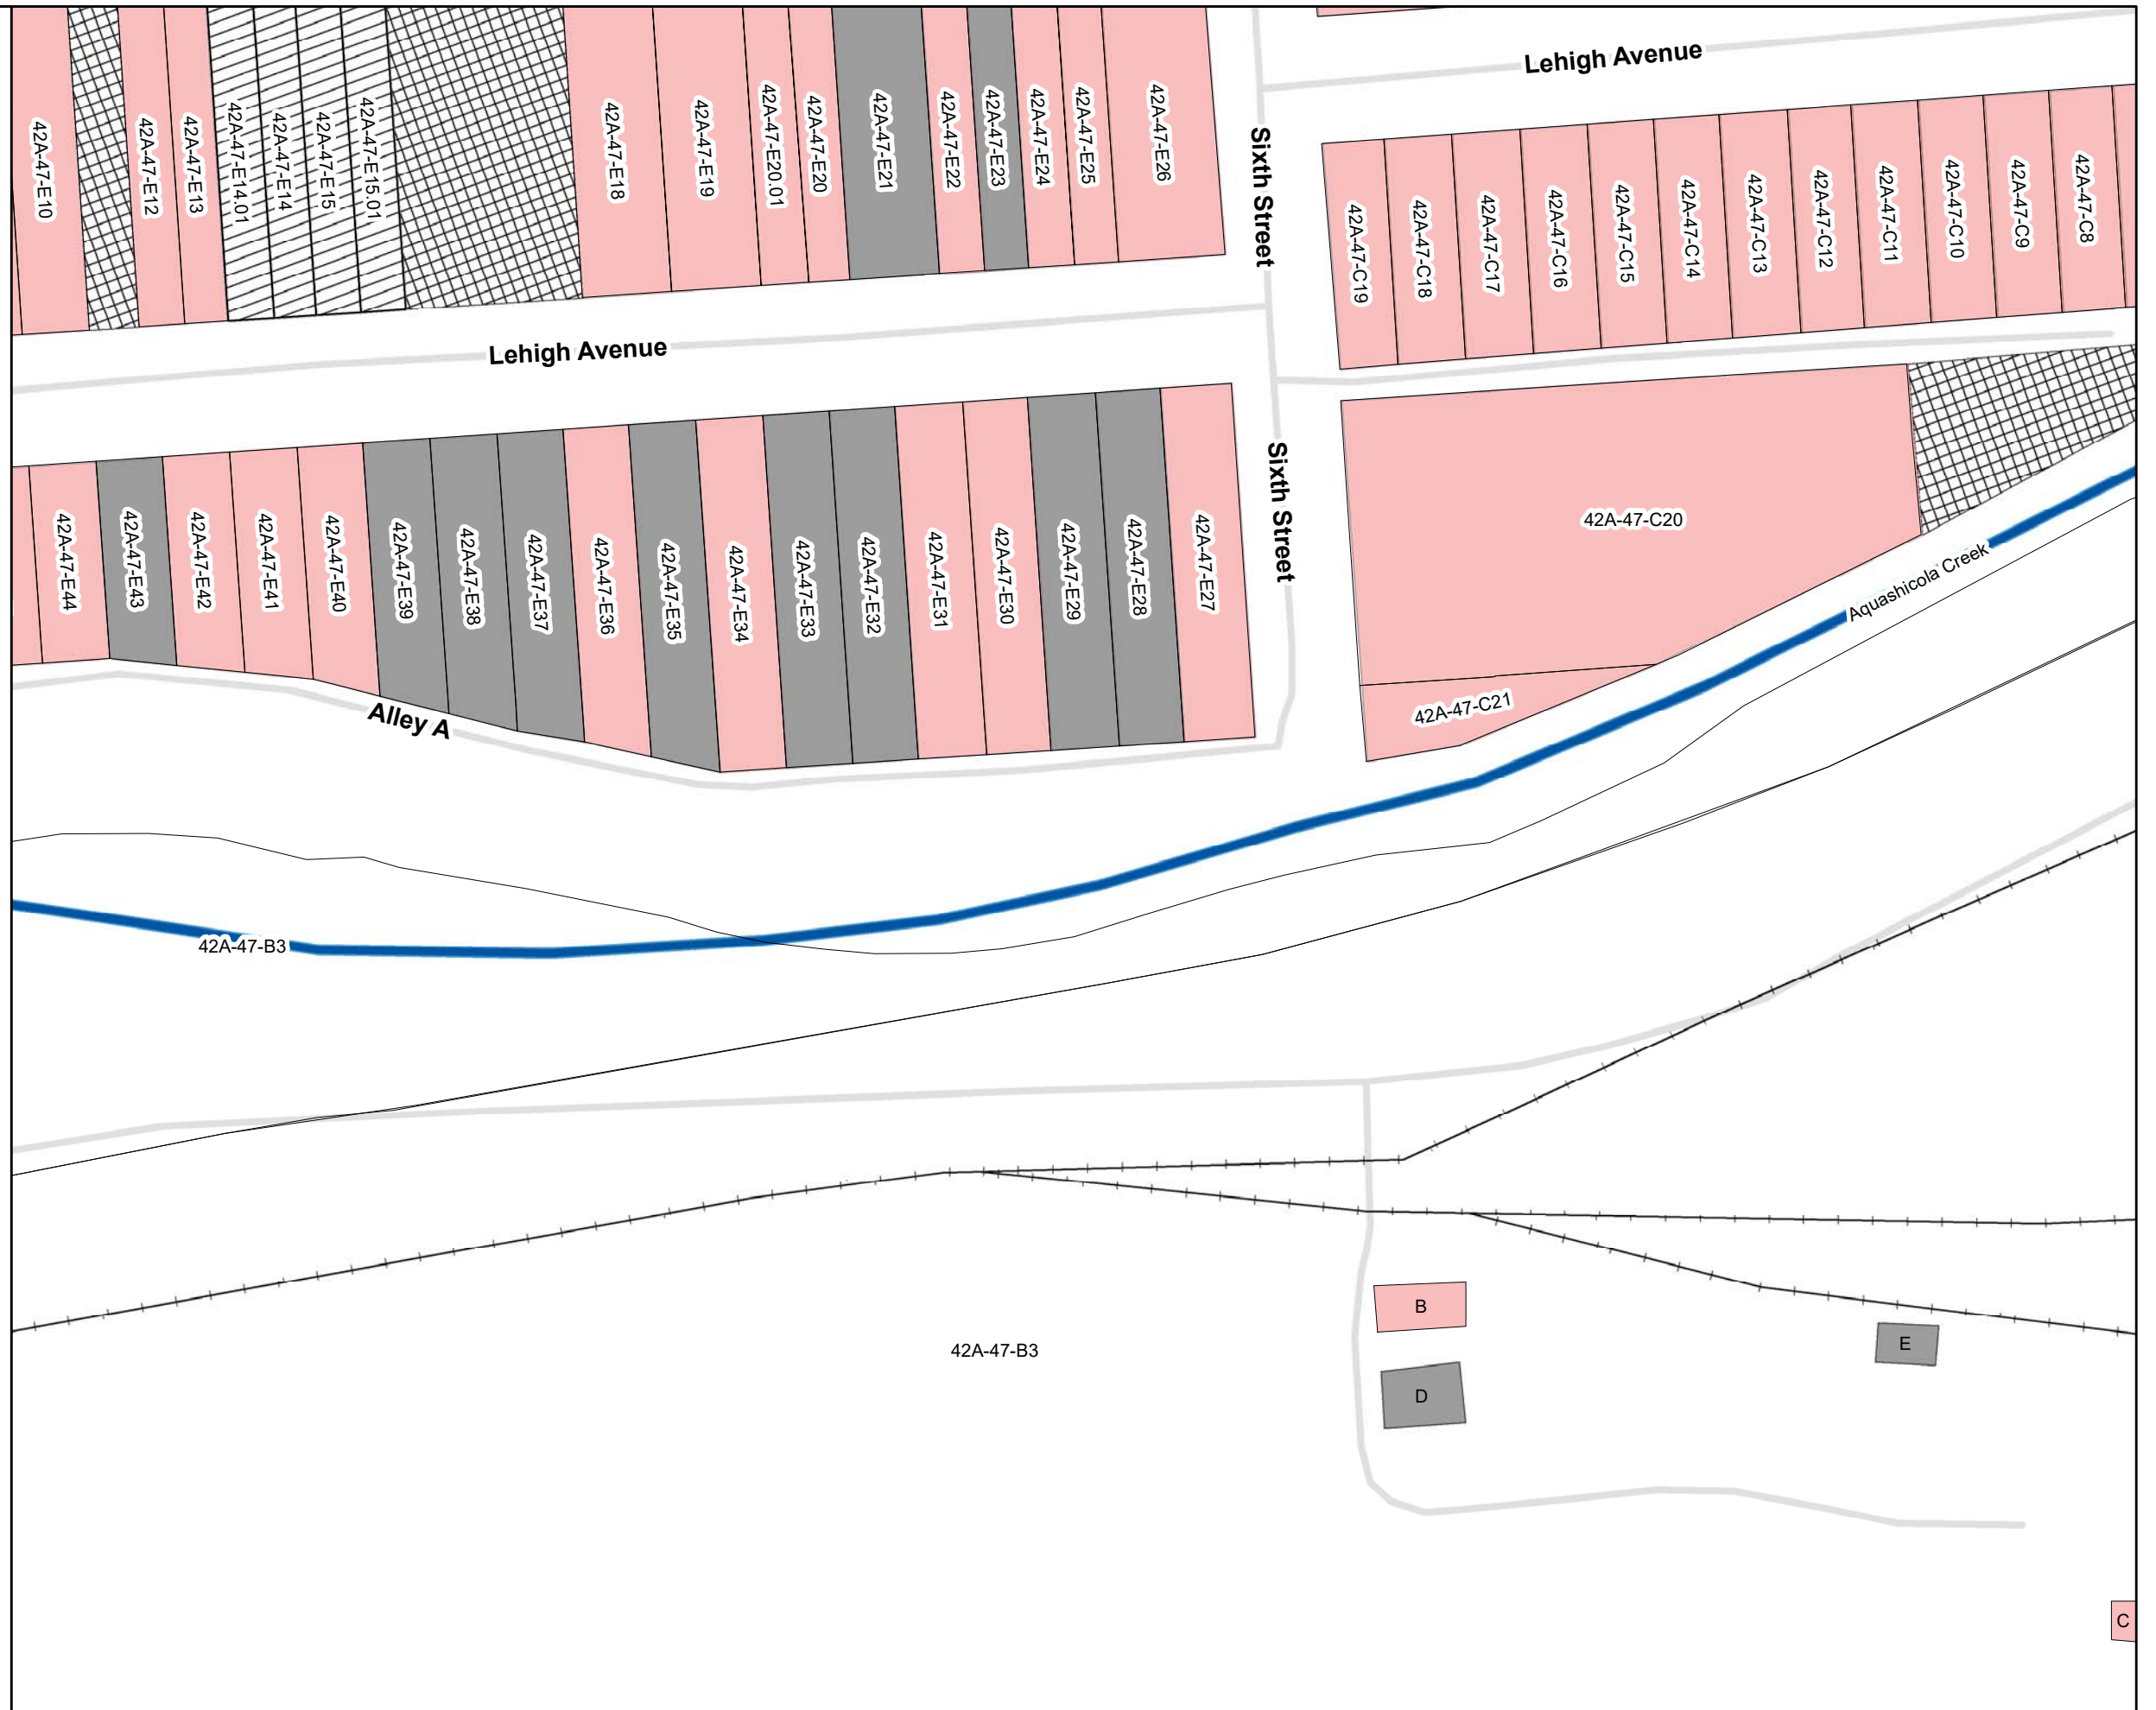 Lehigh Avenue
42A-47-E10
42A-47-E12
42A-47-E13
42A-47-E14.01
42A-47-E14
42A-47-E15
42A-47-E15.01
42A-47-E18
42A-47-E19
42A-47-E20.01
42A-47-E20
42A-47-E21
42A-47-E22
42A-47-E23
42A-47-E24
42A-47-E25
42A-47-E26
Sixth Street
42A-47-C19
42A-47-C18
42A-47-C17
42A-47-C16
42A-47-C15
42A-47-C14
42A-47-C13
42A-47-C12
42A-47-C11
42A-47-C10
42A-47-C9
42A-47-C8
Lehigh Avenue
42A-47-E44
42A-47-E43
42A-47-E42
42A-47-E41
42A-47-E40
42A-47-E39
42A-47-E38
42A-47-E37
42A-47-E36
42A-47-E35
42A-47-E34
42A-47-E33
42A-47-E32
42A-47-E31
42A-47-E30
42A-47-E29
42A-47-E28
42A-47-E27
Sixth Street
42A-47-C20
Aquashicola Creek
42A-47-C21
Alley A
42A-47-B3
B
E
42A-47-B3
D
C